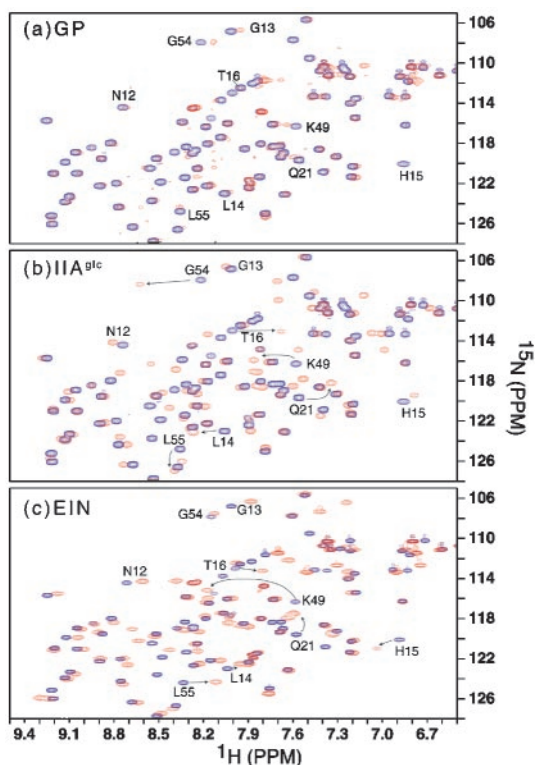 (a) GP
G54
G13
N12
T16
K49
Q21
H15
L55
L14
106
110
114
118
122
126
(b) IIA^glc
G54
G13
N12
T16
K49
Q21
H15
L55
L14
106
110
114
118
122
126
15N (PPM)
(c) EIN
G54
G13
N12
T16
K49
Q21
H15
L55
L14
106
110
114
118
122
126
9.4 9.1 8.8 8.5 8.2 7.9 7.6 7.3 7.0 6.7
1H (PPM)